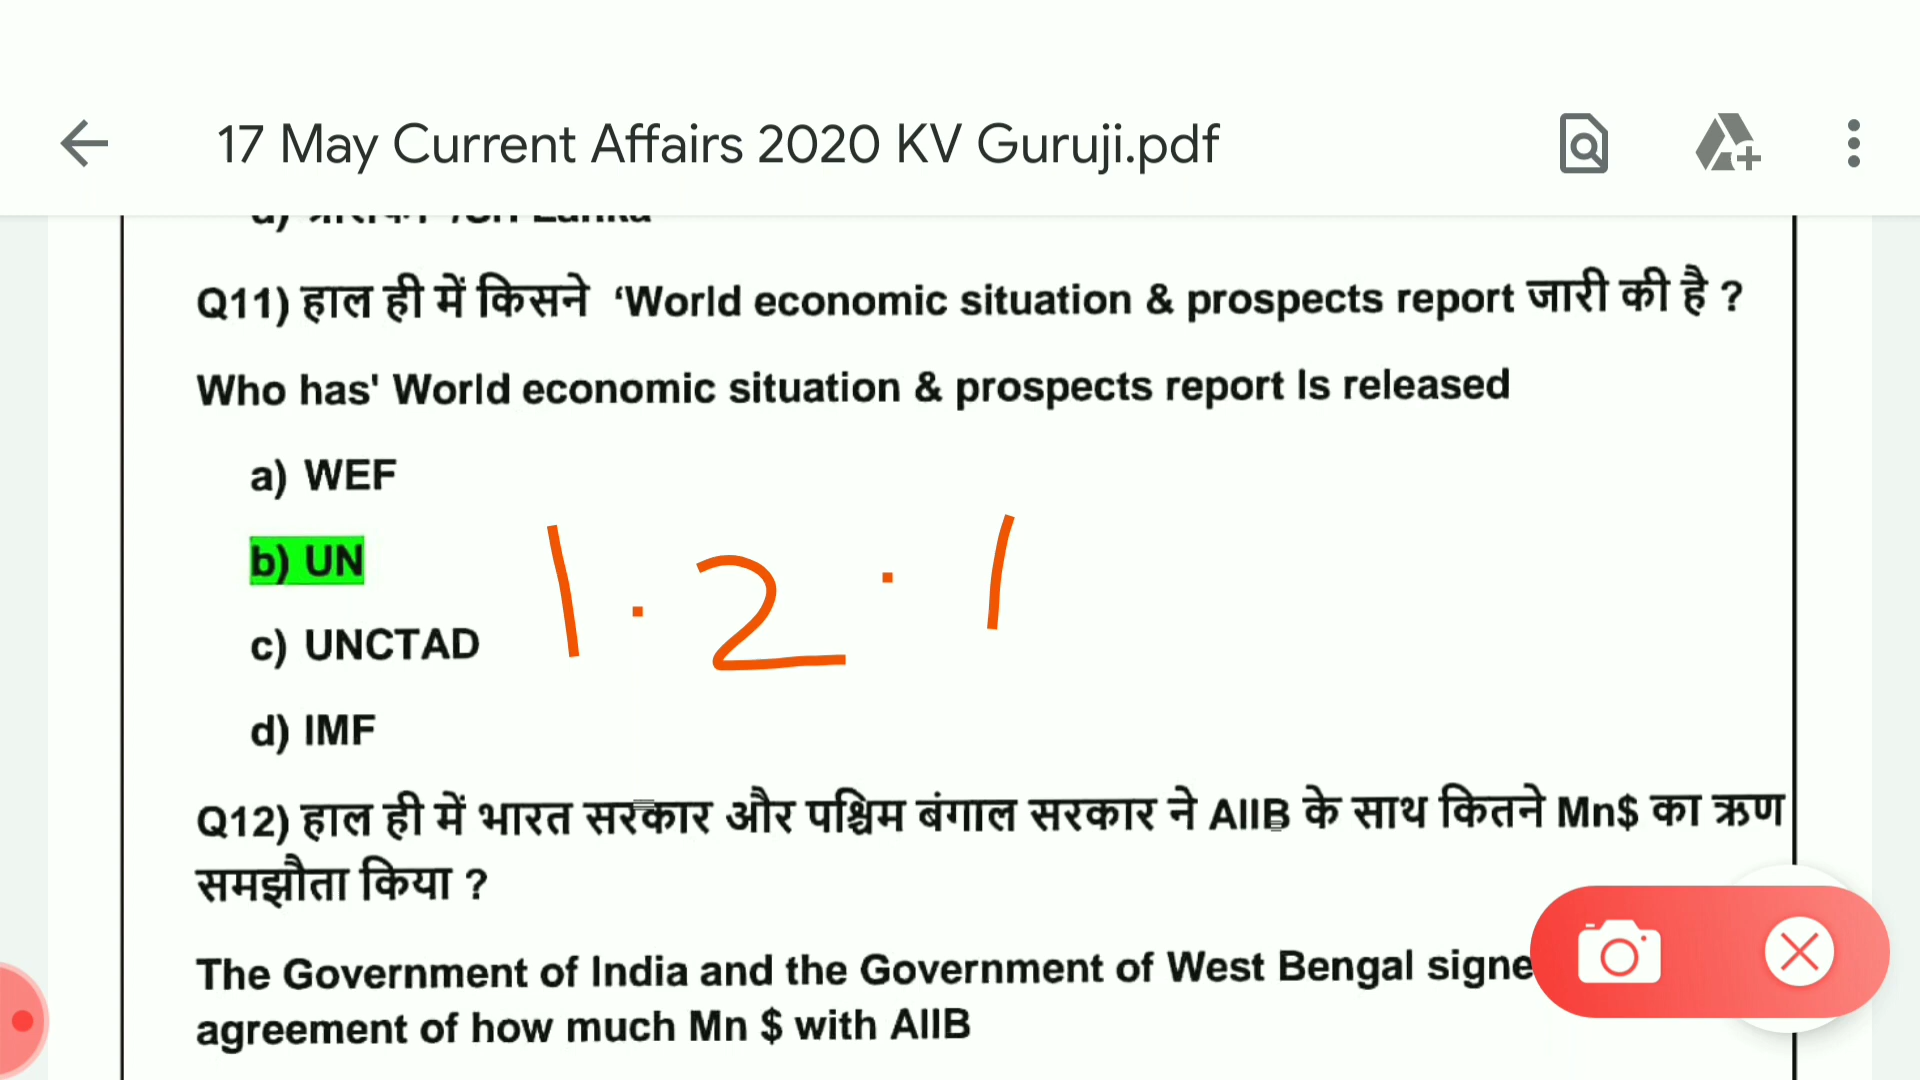 17 May Current Affairs 2020 KV Guruji.pdf
Q11) हाल ही में किसने ‘World economic situation & prospects report जारी की है ?
Who has' World economic situation & prospects report Is released
a) WEF
b) UN
c) UNCTAD
d) IMF
1 . 2 . 1
Q12) हाल ही में भारत सरकार और पश्चिम बंगाल सरकार ने AIIB के साथ कितने Mn$ का ऋण
समझौता किया ?
The Government of India and the Government of West Bengal signe
agreement of how much Mn $ with AIIB